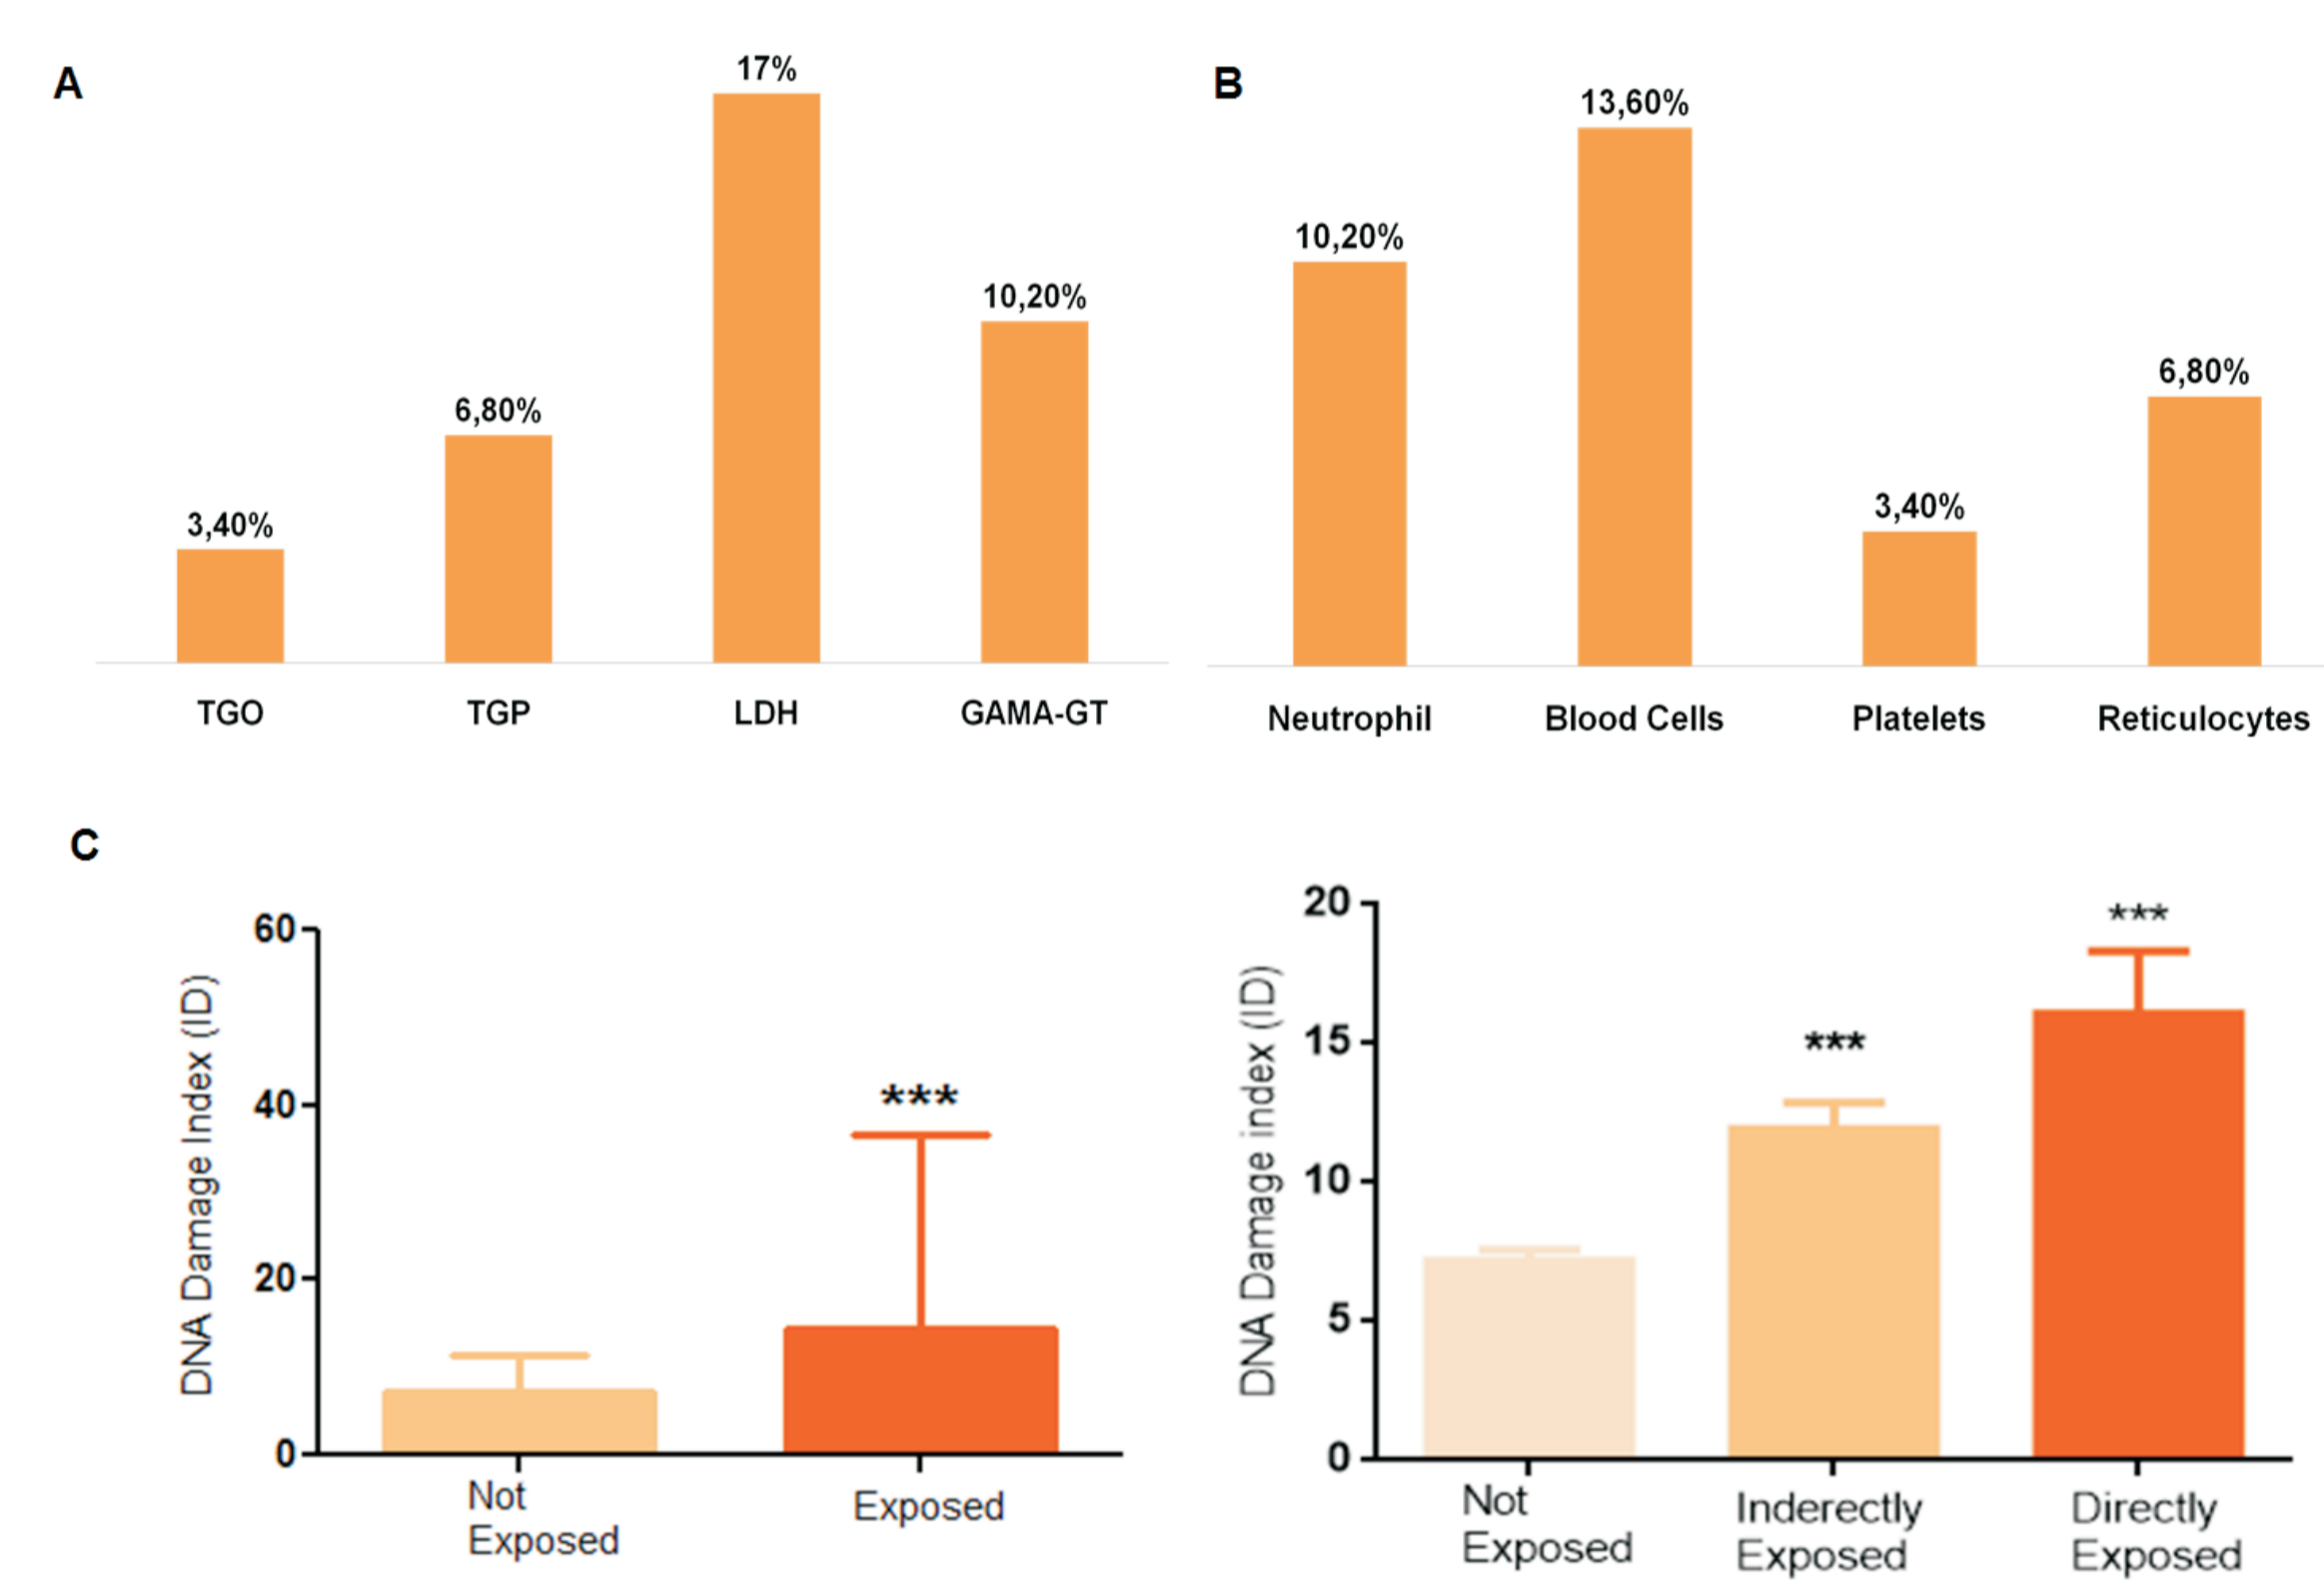 A
17%
10,20%
6,80%
3,40%
TGO
TGP
LDH
GAMA-GT
B
13,60%
10,20%
6,80%
3,40%
Neutrophil
Blood Cells
Platelets
Reticulocytes
C
DNA Damage Index (ID)
60
40
20
0
***
Not
Exposed
Exposed
DNA Damage index (ID)
20
15
10
5
0
***
***
Not
Exposed
Inderectly
Exposed
Directly
Exposed